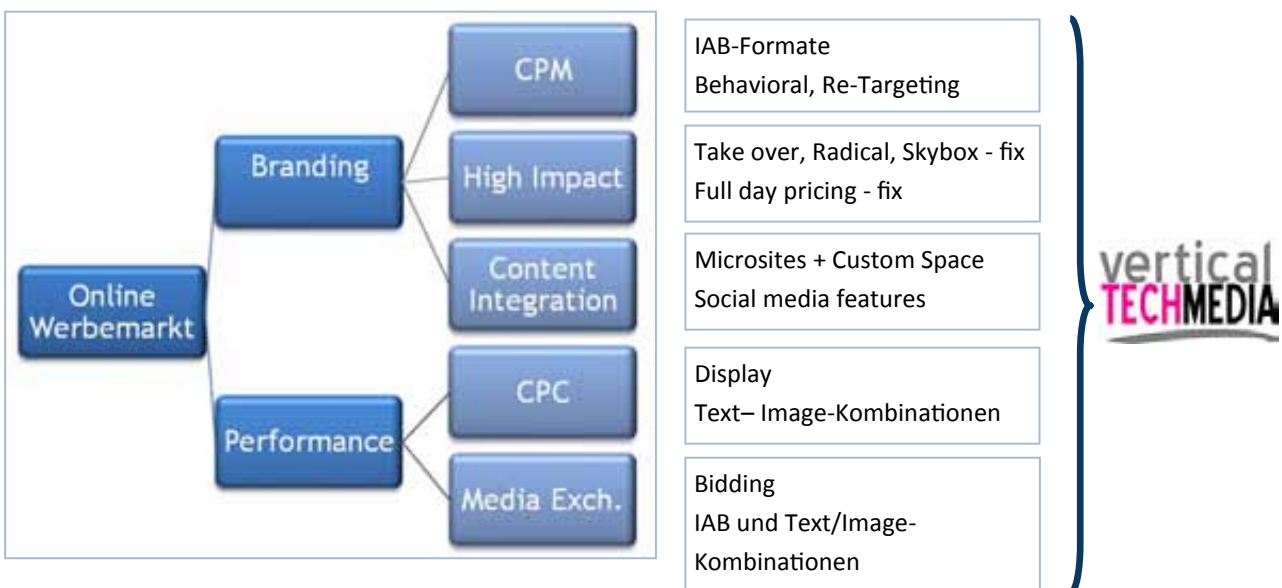 Online
Werbemarkt
Branding
Performance
CPM
High Impact
Content
Integration
CPC
Media Exch.
IAB-Formate
Behavioral, Re-Targeting
Take over, Radical, Skybox - fix
Full day pricing - fix
Microsites + Custom Space
Social media features
Display
Text– Image-Kombinationen
Bidding
IAB und Text/Image-
Kombinationen
vertical
TECHMEDIA